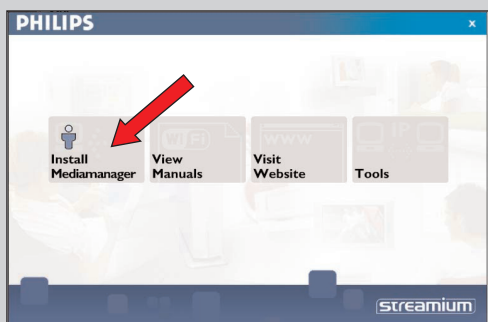 PHILIPS
x
Install
Mediamanager
WiFi
View
Manuals
www
Visit
Website
IP
Tools
streamium